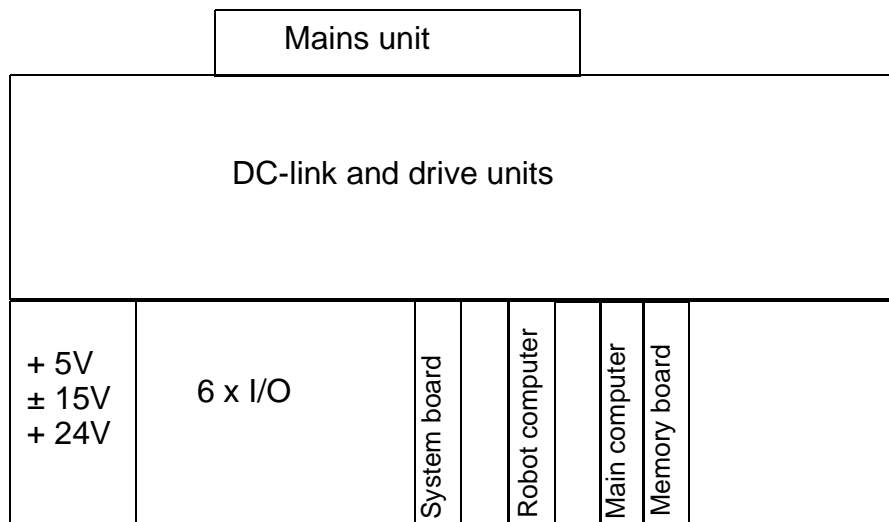 Mains unit
DC-link and drive units
+ 5V
± 15V
+ 24V
6 x I/O
System board
Robot computer
Main computer
Memory board